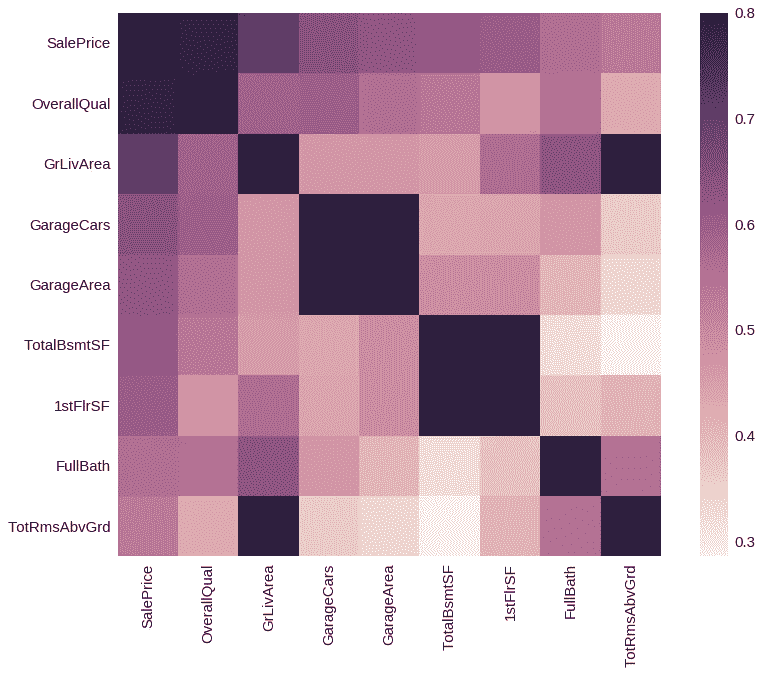 SalePrice
OverallQual
GrLivArea
GarageCars
GarageArea
TotalBsmtSF
1stFlrSF
FullBath
TotRmsAbvGrd
SalePrice
OverallQual
GrLivArea
GarageCars
GarageArea
TotalBsmtSF
1stFlrSF
FullBath
TotRmsAbvGrd
0.8
0.7
0.6
0.5
0.4
0.3